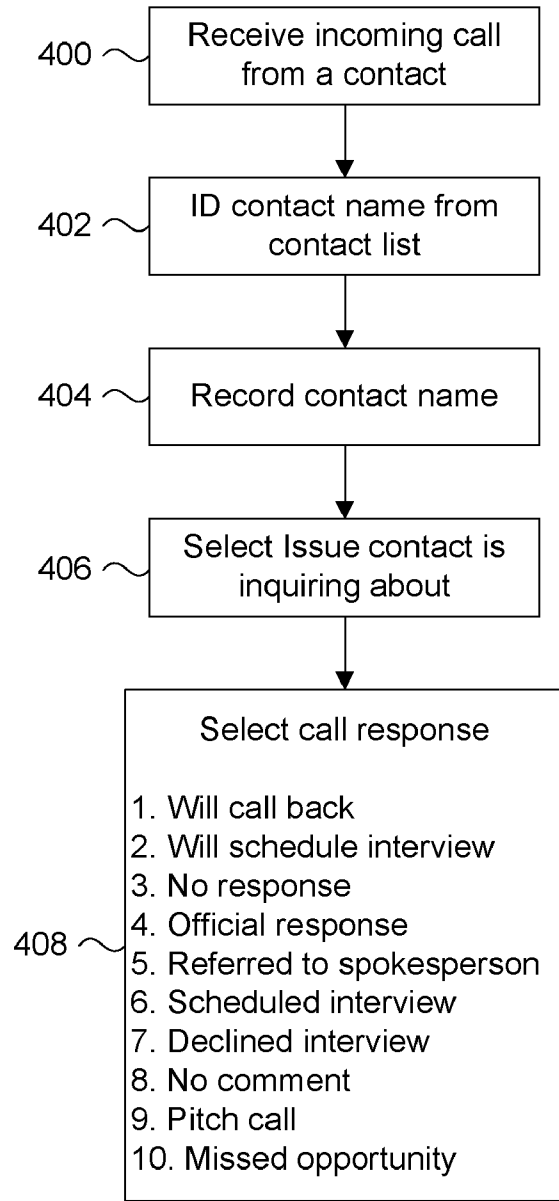 400
Receive incoming call
from a contact
402
ID contact name from
contact list
404
Record contact name
406
Select Issue contact is
inquiring about
408
Select call response
1. Will call back
2. Will schedule interview
3. No response
4. Official response
5. Referred to spokesperson
6. Scheduled interview
7. Declined interview
8. No comment
9. Pitch call
10. Missed opportunity